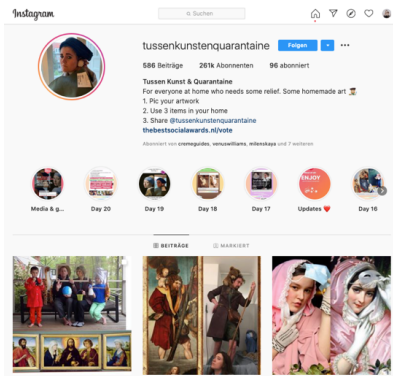 Instagram
Suchen
tussenkunstenquarantaine
Folgen
586 Beiträge 261k Abonnenten 96 abonniert
Tussen Kunst & Quarantaine
For everyone at home who needs some relief. Some homemade art
1. Pic your artwork
2. Use 3 items in your home
3. Share @tussenkunstenquarantaine
thebestsocialawards.nl/vote
Abonniert von cremeguides, venuswilliams, milenskaya und 7 weiteren
Media & g...
Day 20
Day 19
Day 18
Day 17
Updates ❤️
Day 16
ENJOY
BEITRÄGE
MARKIERT